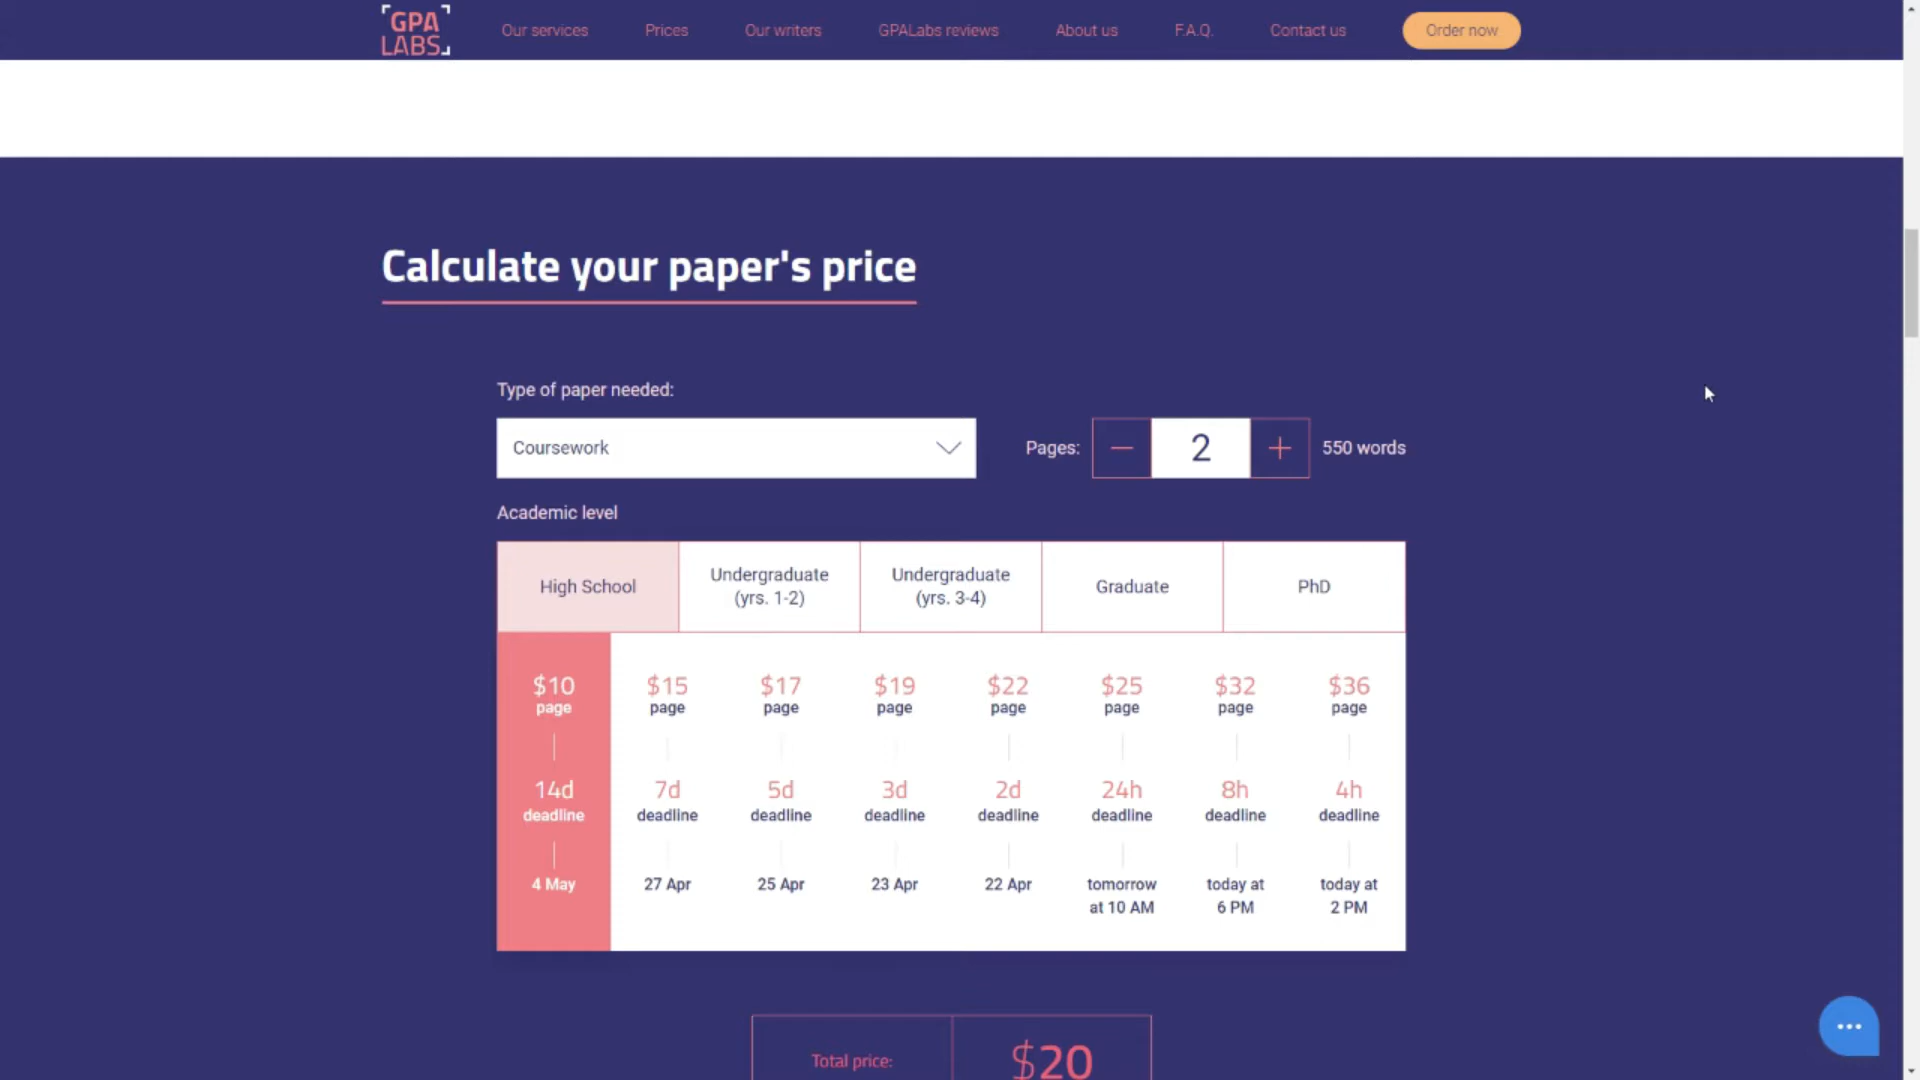 GPA
LABS
Our services
Prices
Our writers
GPALabs reviews
About us
F.A.Q.
Contact us
Order now
Calculate your paper's price
Type of paper needed:
Coursework
Pages:
2
550 words
Academic level
High School
Undergraduate
(yrs. 1-2)
Undergraduate
(yrs. 3-4)
Graduate
PhD
$10
page
14d
deadline
4 May
$15
page
7d
deadline
27 Apr
$17
page
5d
deadline
25 Apr
$19
page
3d
deadline
23 Apr
$22
page
2d
deadline
22 Apr
$25
page
24h
deadline
tomorrow
at 10 AM
$32
page
8h
deadline
today at
6 PM
$36
page
4h
deadline
today at
2 PM
Total price:
$20